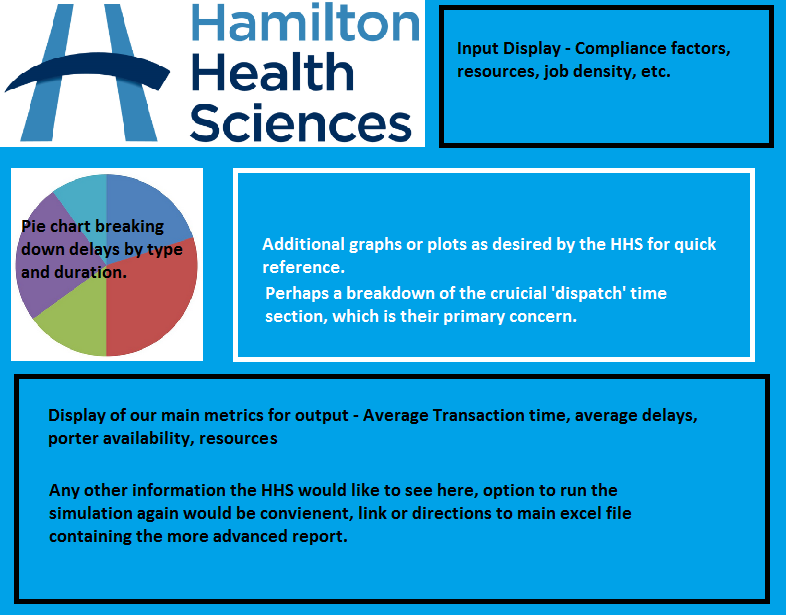 Hamilton
Health
Sciences
Input Display - Compliance factors,
resources, job density, etc.
Pie chart breaking
down delays by type
and duration.
Additional graphs or plots as desired by the HHS for quick
reference.
Perhaps a breakdown of the cruicial 'dispatch' time
section, which is their primary concern.
Display of our main metrics for output - Average Transaction time, average delays,
porter availability, resources
Any other information the HHS would like to see here, option to run the
simulation again would be convienent, link or directions to main excel file
containing the more advanced report.